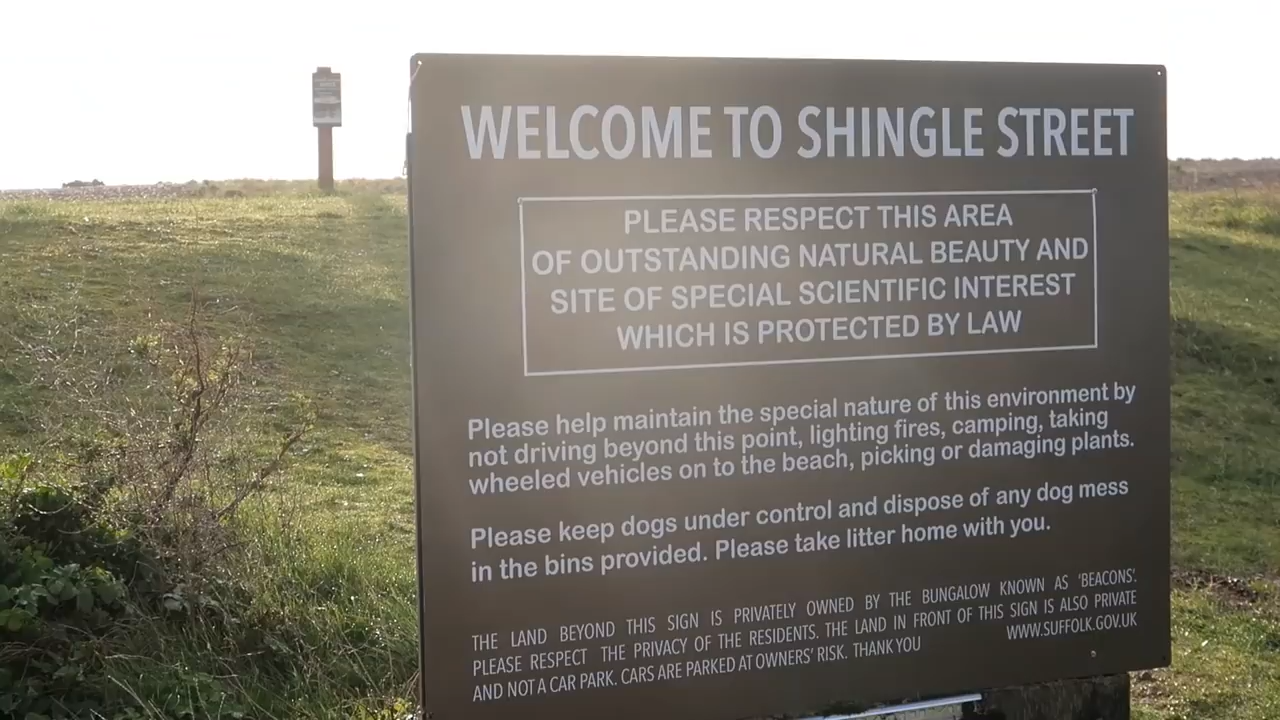 WELCOME TO SHINGLE STREET
PLEASE RESPECT THIS AREA
OF OUTSTANDING NATURAL BEAUTY AND
SITE OF SPECIAL SCIENTIFIC INTEREST
WHICH IS PROTECTED BY LAW
Please help maintain the special nature of this environment by
not driving beyond this point, lighting fires, camping, taking
wheeled vehicles on to the beach, picking or damaging plants.
Please keep dogs under control and dispose of any dog mess
in the bins provided. Please take litter home with you.
THE LAND BEYOND THIS SIGN IS PRIVATELY OWNED BY THE BUNGALOW KNOWN AS 'BEACONS'.
PLEASE RESPECT THE PRIVACY OF THE RESIDENTS. THE LAND IN FRONT OF THIS SIGN IS ALSO PRIVATE
AND NOT A CAR PARK. CARS ARE PARKED AT OWNERS' RISK. THANK YOU
WWW.SUFFOLK.GOV.UK